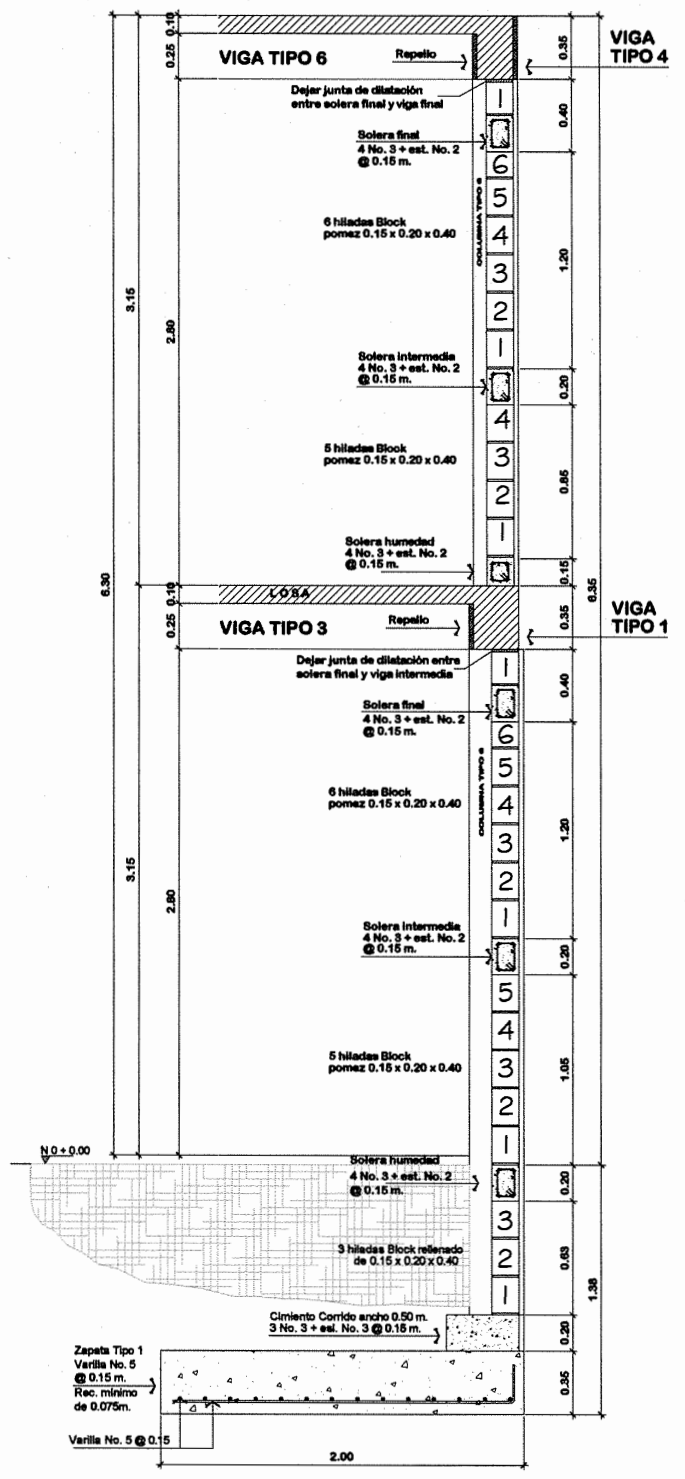 0.10
0.25
VIGA TIPO 6
Repello
0.35
VIGA
TIPO 4
Dejar junta de dilatación
entre solera final y viga final
1
0.40
Solera final
4 No. 3 + est. No. 2
@ 0.15 m.
6
COLUMNA TIPO 6
5
6 hiladas Block
pomez 0.15 x 0.20 x 0.40
4
1.20
3
3.15
2
2.80
1
Solera intermedia
4 No. 3 + est. No. 2
@ 0.15 m.
0.20
4
5 hiladas Block
pomez 0.15 x 0.20 x 0.40
3
0.85
2
1
Solera humedad
4 No. 3 + est. No. 2
@ 0.15 m.
0.15
6.30
6.35
0.10
LOSA
0.25
VIGA TIPO 3
Repello
0.35
VIGA
TIPO 1
Dejar junta de dilatación entre
solera final y viga intermedia
1
0.40
Solera final
4 No. 3 + est. No. 2
@ 0.15 m.
6
COLUMNA TIPO 6
5
6 hiladas Block
pomez 0.15 x 0.20 x 0.40
4
1.20
3
3.15
2
2.80
1
Solera intermedia
4 No. 3 + est. No. 2
@ 0.15 m.
0.20
5
4
5 hiladas Block
pomez 0.15 x 0.20 x 0.40
3
1.05
2
1
N 0 + 0.00
Solera humedad
4 No. 3 + est. No. 2
@ 0.15 m.
0.20
3
3 hiladas Block rellenado
de 0.15 x 0.20 x 0.40
2
0.63
1
1.38
Cimiento Corrido ancho 0.50 m.
3 No. 3 + esl. No. 3 @ 0.15 m.
0.20
Zapata Tipo 1
Varilla No. 5
@ 0.15 m.
Rec. mínimo
de 0.075m.
0.35
Varilla No. 5 @ 0.15
2.00